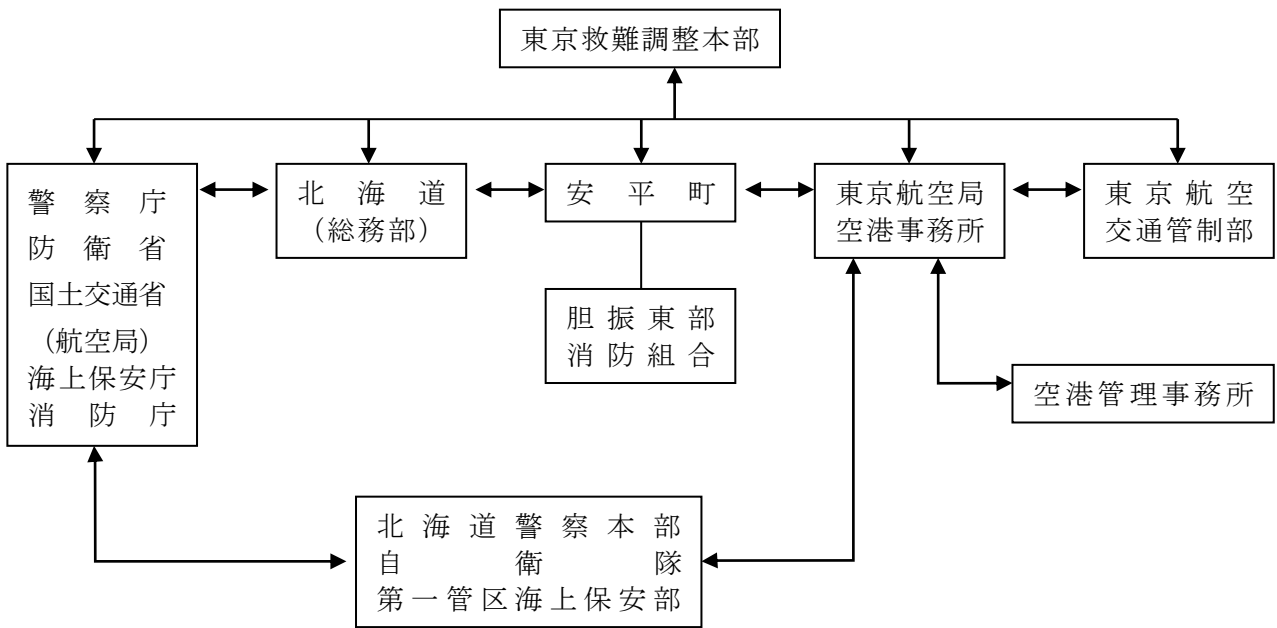 東京救難調整本部
警察庁
防衛省
国土交通省
（航空局）
海上保安庁
消防庁
北海道
（総務部）
安平町
東京航空局
空港事務所
東京航空
交通管制部
胆振東部
消防組合
空港管理事務所
北海道警察本部
自衛隊
第一管区海上保安部